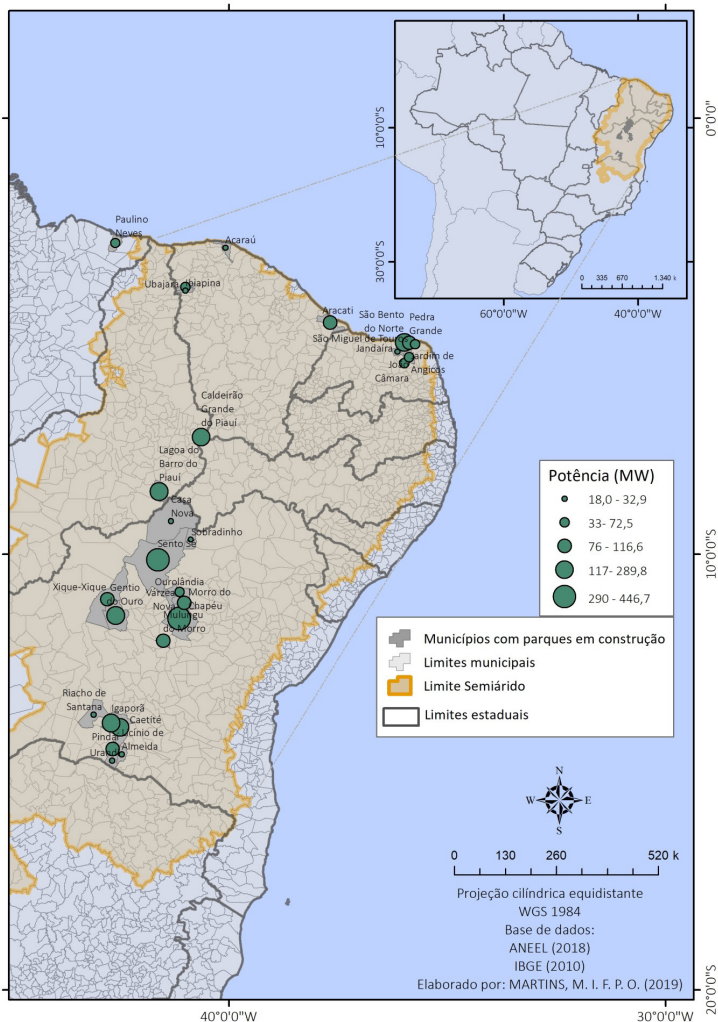 10°0'0"S
30°0'0"S
0 335 670 1.340 k
60°0'0"W
40°0'0"W
0°0'0"
10°0'0"S
20°0'0"S
40°0'0"W
30°0'0"W
Paulino
Neves
Acaraú
Ubajara
Ibiapina
Aracati
São Bento
do Norte
Pedra
Grande
São Miguel de Touros
Jandaíra
Jardim de
Angicos
João
Câmara
Caldeirão
Grande
do Piauí
Lagoa do
Barro do
Piauí
Casa
Nova
Sobradinho
Sento Sé
Ourolândia
Xique-Xique
Gentio
do Ouro
Várzea
Nova
Morro do
Chapéu
Mulungu
do Morro
Riacho de
Santana
Igaporã
Caetité
Pindaí
Licínio de
Almeida
Urandi
Potência (MW)
18,0 - 32,9
33 - 72,5
76 - 116,6
117- 289,8
290 - 446,7
Municípios com parques em construção
Limites municipais
Limite Semiárido
Limites estaduais
N
W E
S
0 130 260 520 k
Projeção cilíndrica equidistante
WGS 1984
Base de dados:
ANEEL (2018)
IBGE (2010)
Elaborado por: MARTINS, M. I. F. P. O. (2019)